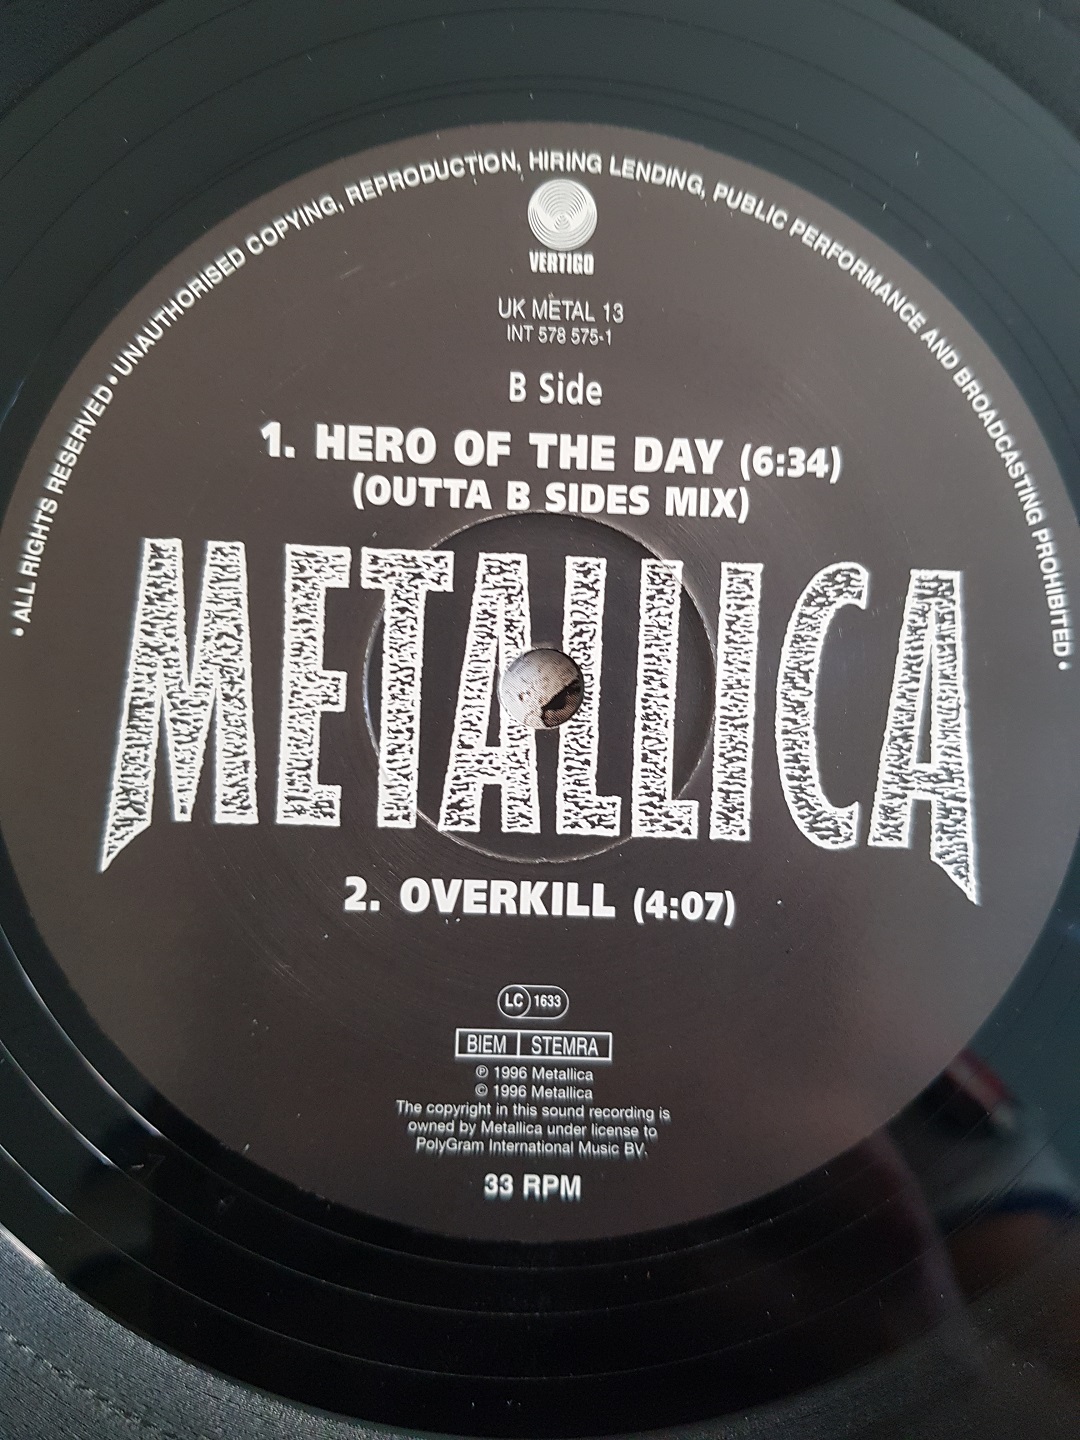 • ALL RIGHTS RESERVED • UNAUTHORISED COPYING, REPRODUCTION, HIRING LENDING, PUBLIC PERFORMANCE AND BROADCASTING PROHIBITED •
VERTIGO
UK METAL 13
INT 578 575-1
B Side
1. HERO OF THE DAY (6:34)
(OUTTA B SIDES MIX)
METALLICA
2. OVERKILL (4:07)
LC 1633
BIEM STEMRA
℗ 1996 Metallica
© 1996 Metallica
The copyright in this sound recording is
owned by Metallica under license to
PolyGram International Music BV.
33 RPM